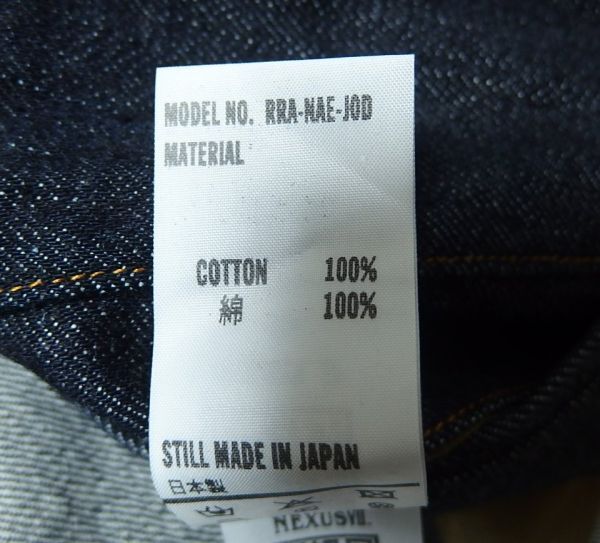 MODEL NO. RRA-NAE-JOD
MATERIAL
COTTON 100%
綿 100%
STILL MADE IN JAPAN
日本製
NEXUSVII.